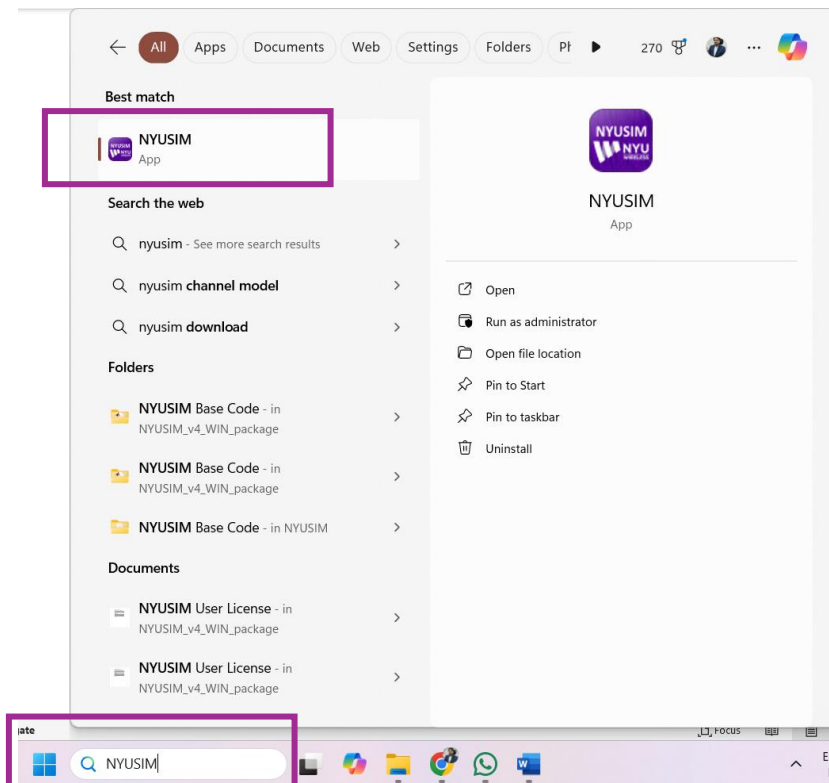 All Apps Documents Web Settings Folders 270 ...
Best match
NYUSIM
App
Search the web
nyusim - See more search results
nyusim channel model
nyusim download
Folders
NYUSIM Base Code - in
NYUSIM_v4_WIN_package
NYUSIM Base Code - in
NYUSIM_v4_WIN_package
NYUSIM Base Code - in NYUSIM
Documents
NYUSIM User License - in
NYUSIM_v4_WIN_package
NYUSIM User License - in
NYUSIM_v4_WIN_package
NYUSIM
NYU
WIRELESS
NYUSIM
App
Open
Run as administrator
Open file location
Pin to Start
Pin to taskbar
Uninstall
Focus
NYUSIM